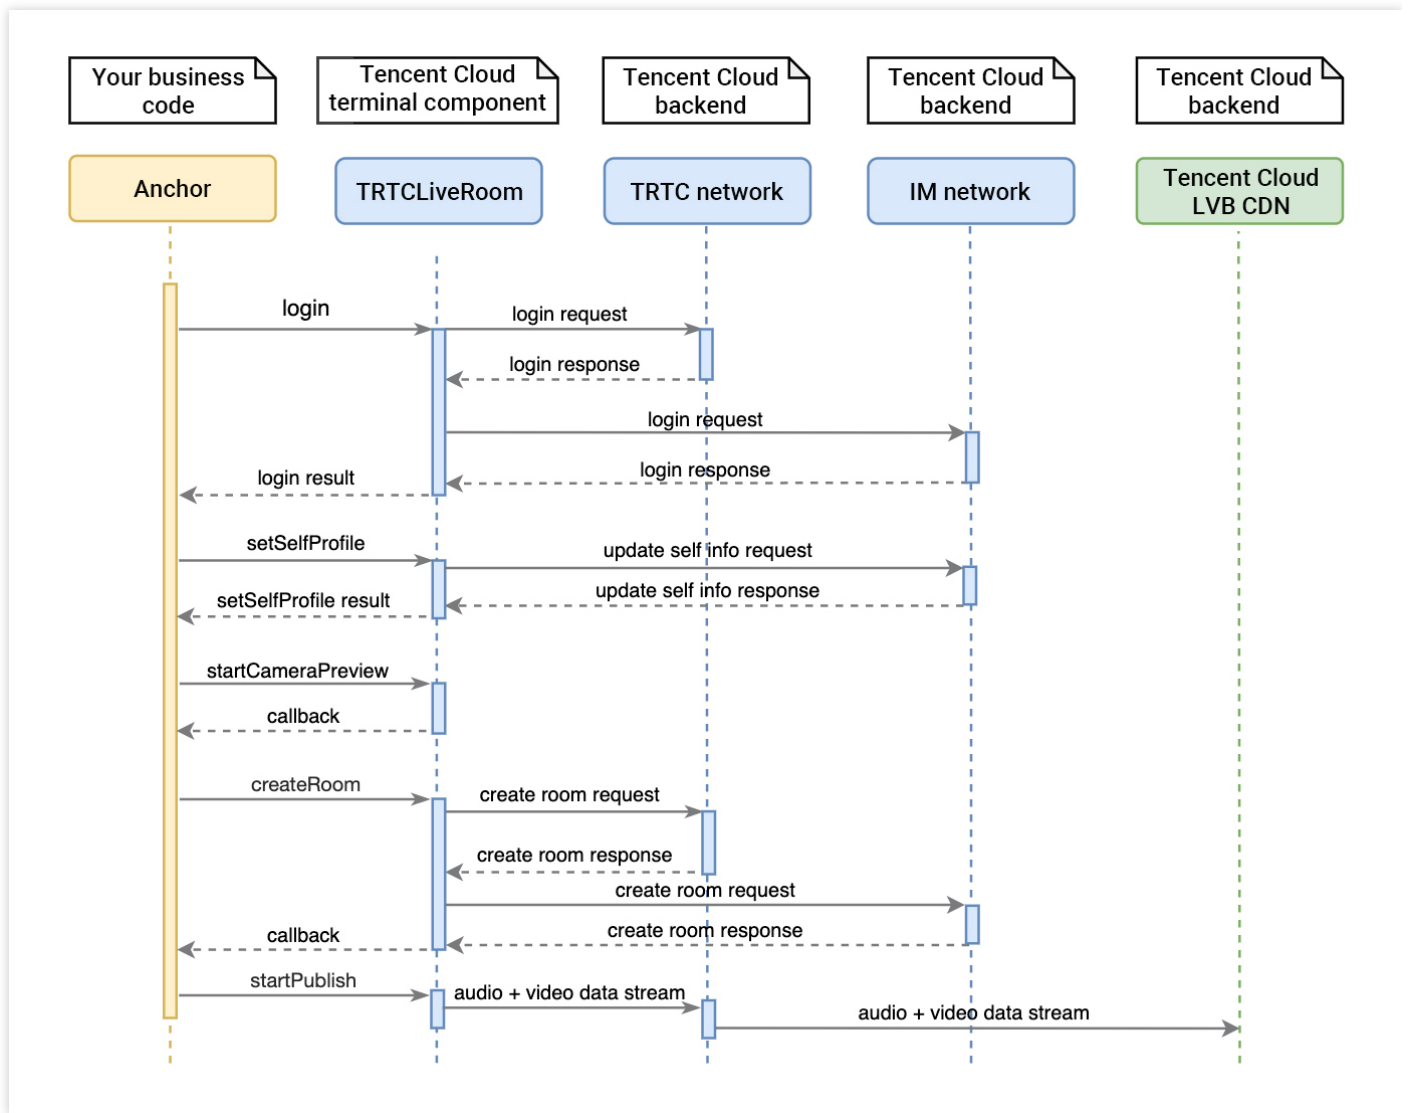 Your business
code
Tencent Cloud
terminal component
Tencent Cloud
backend
Tencent Cloud
backend
Tencent Cloud
backend
Anchor
TRTCLiveRoom
TRTC network
IM network
Tencent Cloud
LVB CDN
login
login request
login response
login request
login response
login result
setSelfProfile
update self info request
update self info response
setSelfProfile result
startCameraPreview
callback
createRoom
create room request
create room response
create room request
create room response
callback
startPublish
audio + video data stream
audio + video data stream